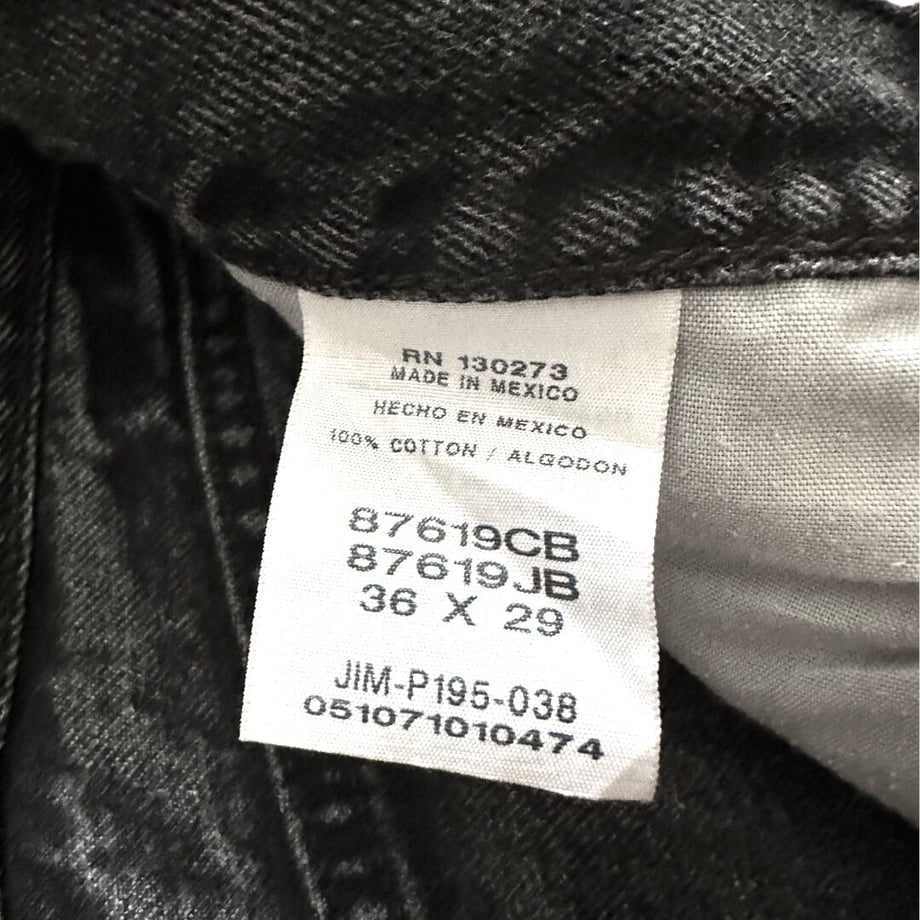 RN 130273
MADE IN MEXICO
HECHO EN MEXICO
100% COTTON / ALGODON
87619CB
87619JB
36 X 29
JIM-P195-038
051071010474